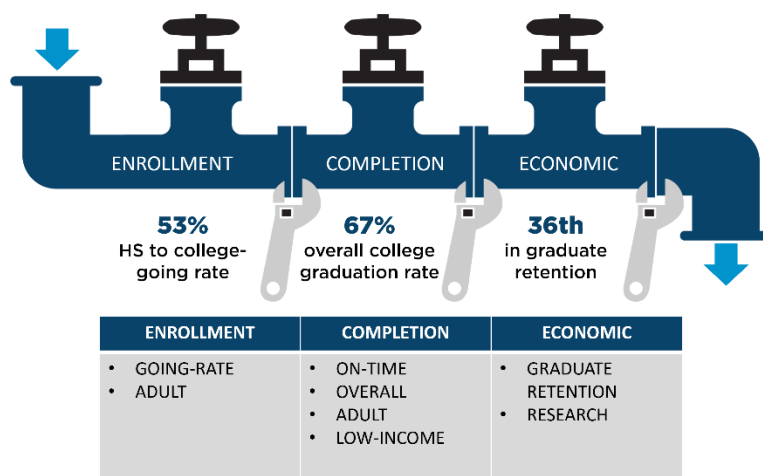 ENROLLMENT
COMPLETION
ECONOMIC
53%
HS to college-
going rate
67%
overall college
graduation rate
36th
in graduate
retention
ENROLLMENT
COMPLETION
ECONOMIC
• GOING-RATE
• ADULT
• ON-TIME
• OVERALL
• ADULT
• LOW-INCOME
• GRADUATE
RETENTION
• RESEARCH